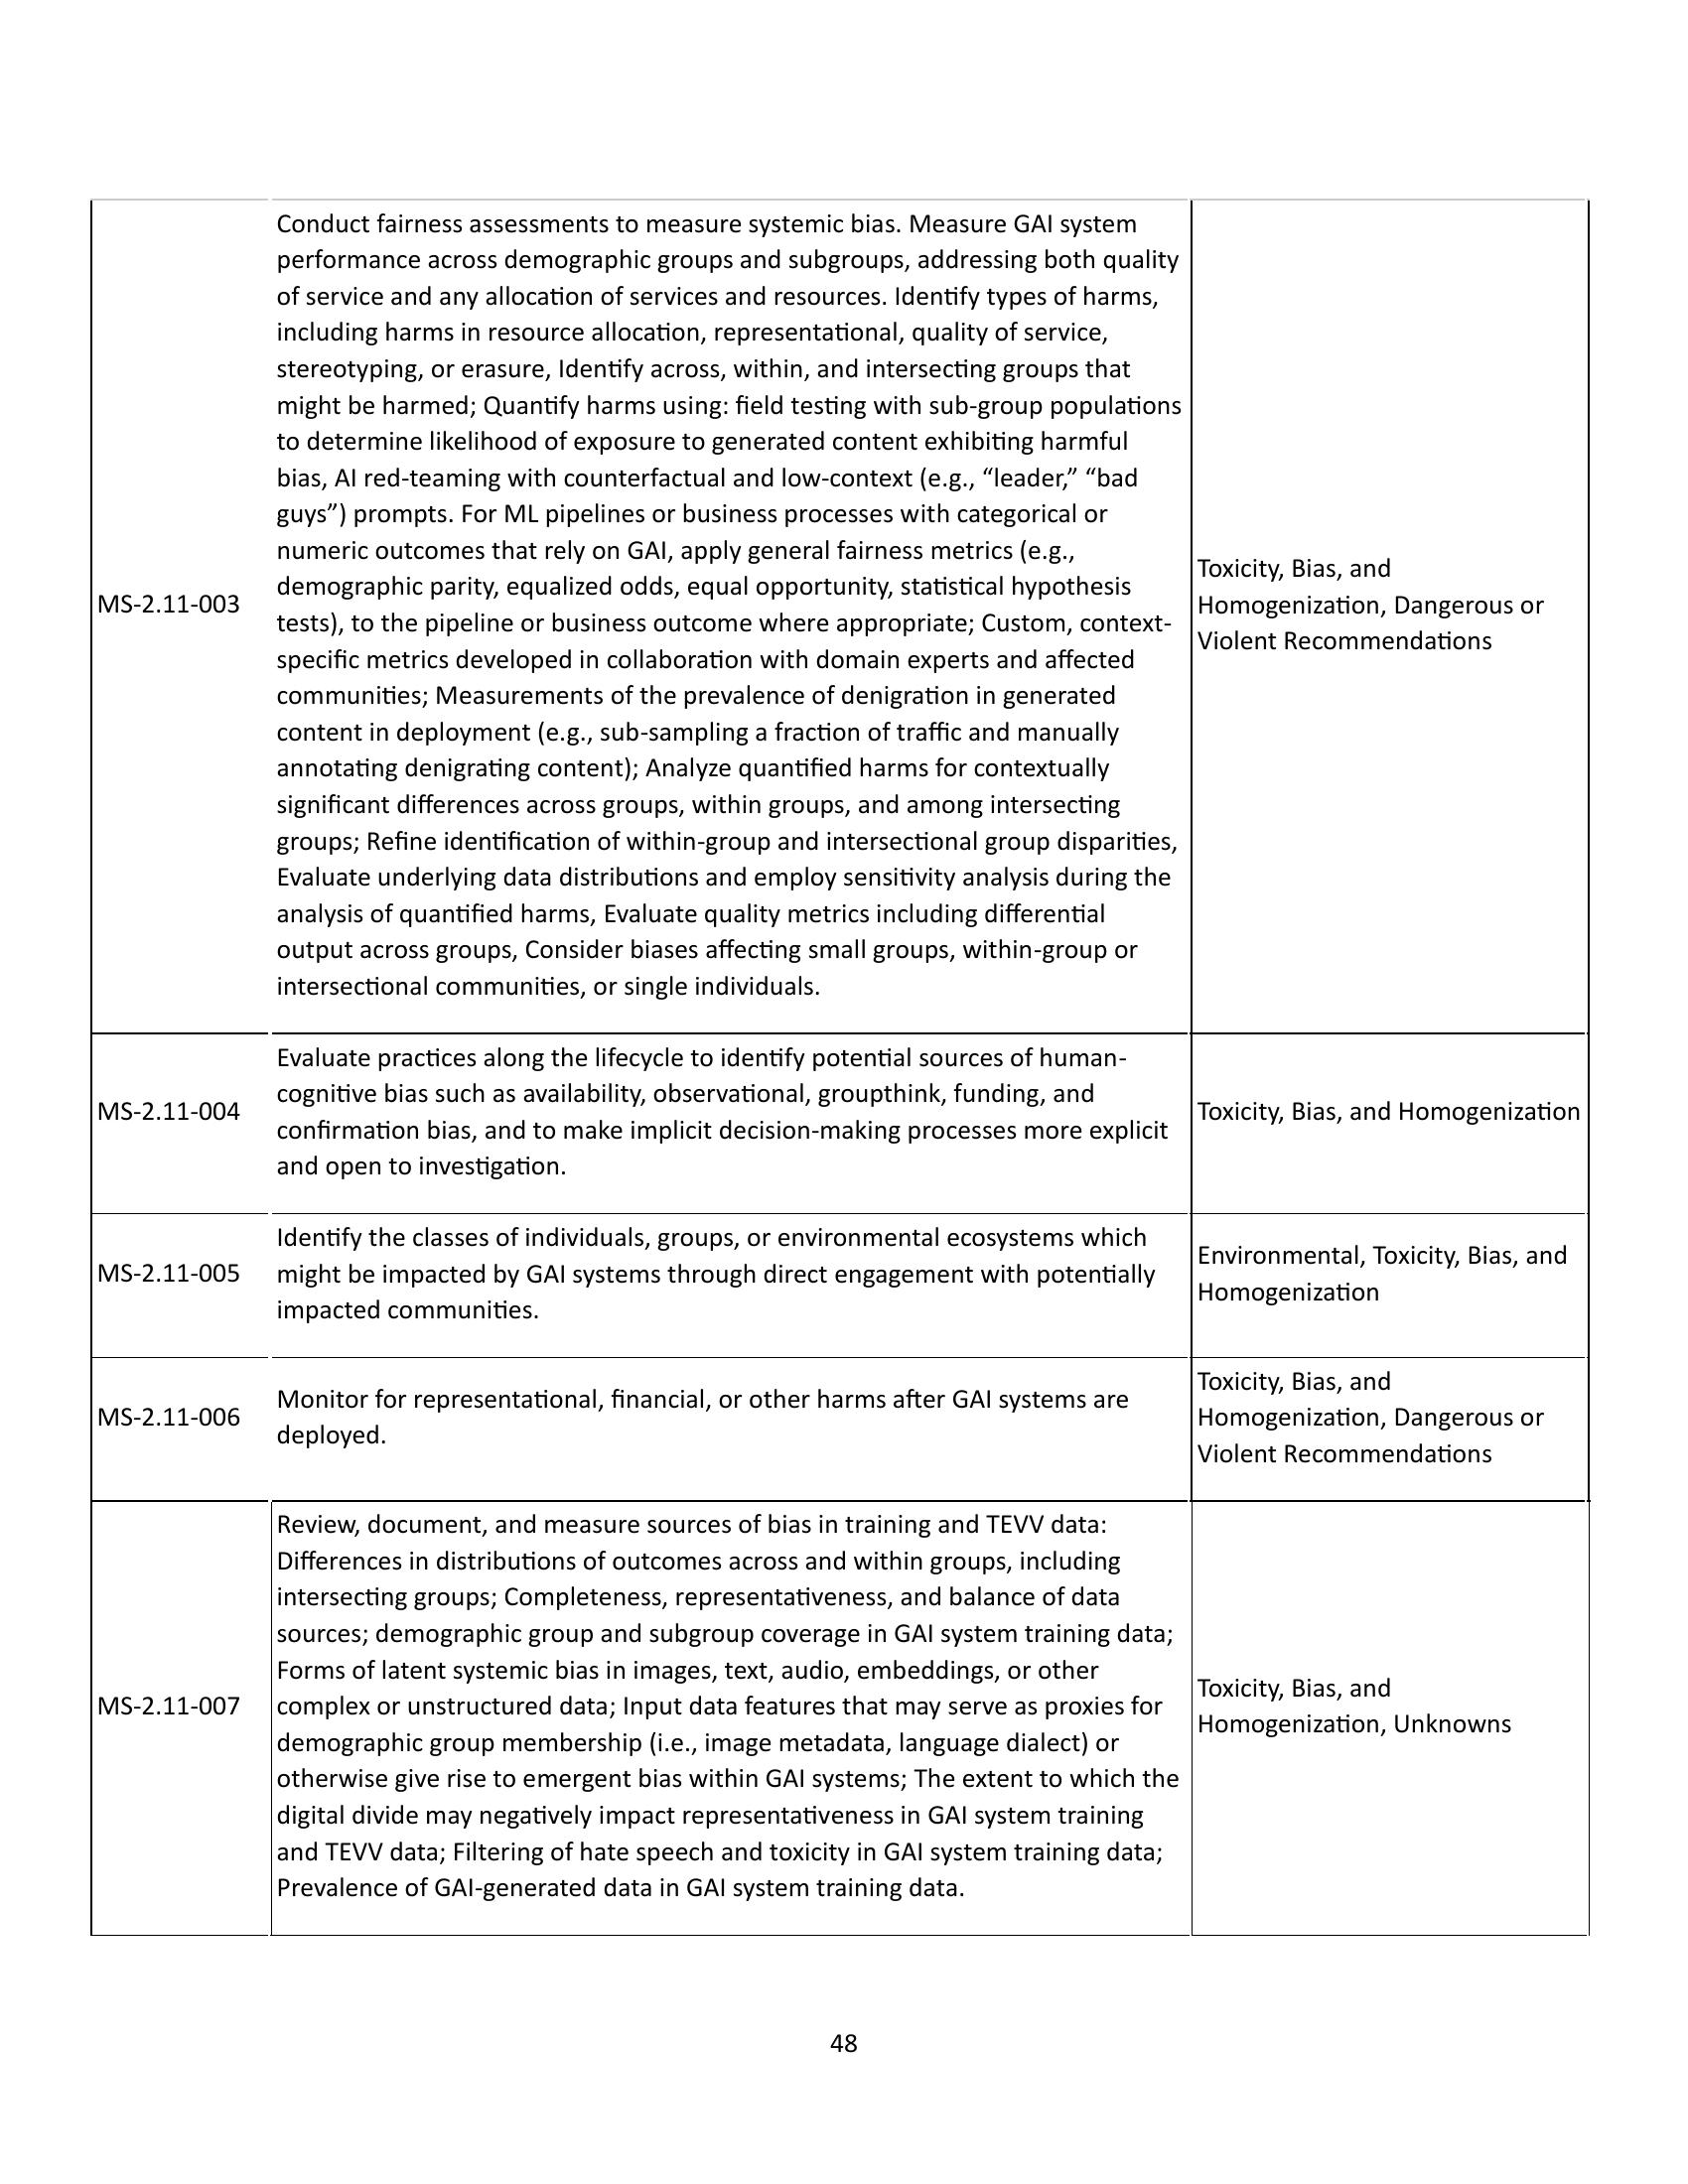 Conduct fairness assessments to measure systemic bias. Measure GAI system
performance across demographic groups and subgroups, addressing both quality
of service and any allocation of services and resources. Identify types of harms,
including harms in resource allocation, representational, quality of service,
stereotyping, or erasure, Identify across, within, and intersecting groups that
might be harmed; Quantify harms using: field testing with sub-group populations
to determine likelihood of exposure to generated content exhibiting harmful
bias, AI red-teaming with counterfactual and low-context (e.g., “leader,” “bad
guys”) prompts. For ML pipelines or business processes with categorical or
numeric outcomes that rely on GAI, apply general fairness metrics (e.g.,
demographic parity, equalized odds, equal opportunity, statistical hypothesis
tests), to the pipeline or business outcome where appropriate; Custom, context-
specific metrics developed in collaboration with domain experts and affected
communities; Measurements of the prevalence of denigration in generated
content in deployment (e.g., sub-sampling a fraction of traffic and manually
annotating denigrating content); Analyze quantified harms for contextually
significant differences across groups, within groups, and among intersecting
groups; Refine identification of within-group and intersectional group disparities,
Evaluate underlying data distributions and employ sensitivity analysis during the
analysis of quantified harms, Evaluate quality metrics including differential
output across groups, Consider biases affecting small groups, within-group or
intersectional communities, or single individuals.
MS-2.11-003
Toxicity, Bias, and
Homogenization, Dangerous or
Violent Recommendations
MS-2.11-004
Evaluate practices along the lifecycle to identify potential sources of human-
cognitive bias such as availability, observational, groupthink, funding, and
confirmation bias, and to make implicit decision-making processes more explicit
and open to investigation.
Toxicity, Bias, and Homogenization
MS-2.11-005
Identify the classes of individuals, groups, or environmental ecosystems which
might be impacted by GAI systems through direct engagement with potentially
impacted communities.
Environmental, Toxicity, Bias, and
Homogenization
MS-2.11-006
Monitor for representational, financial, or other harms after GAI systems are
deployed.
Toxicity, Bias, and
Homogenization, Dangerous or
Violent Recommendations
MS-2.11-007
Review, document, and measure sources of bias in training and TEVV data:
Differences in distributions of outcomes across and within groups, including
intersecting groups; Completeness, representativeness, and balance of data
sources; demographic group and subgroup coverage in GAI system training data;
Forms of latent systemic bias in images, text, audio, embeddings, or other
complex or unstructured data; Input data features that may serve as proxies for
demographic group membership (i.e., image metadata, language dialect) or
otherwise give rise to emergent bias within GAI systems; The extent to which the
digital divide may negatively impact representativeness in GAI system training
and TEVV data; Filtering of hate speech and toxicity in GAI system training data;
Prevalence of GAI-generated data in GAI system training data.
Toxicity, Bias, and
Homogenization, Unknowns
48